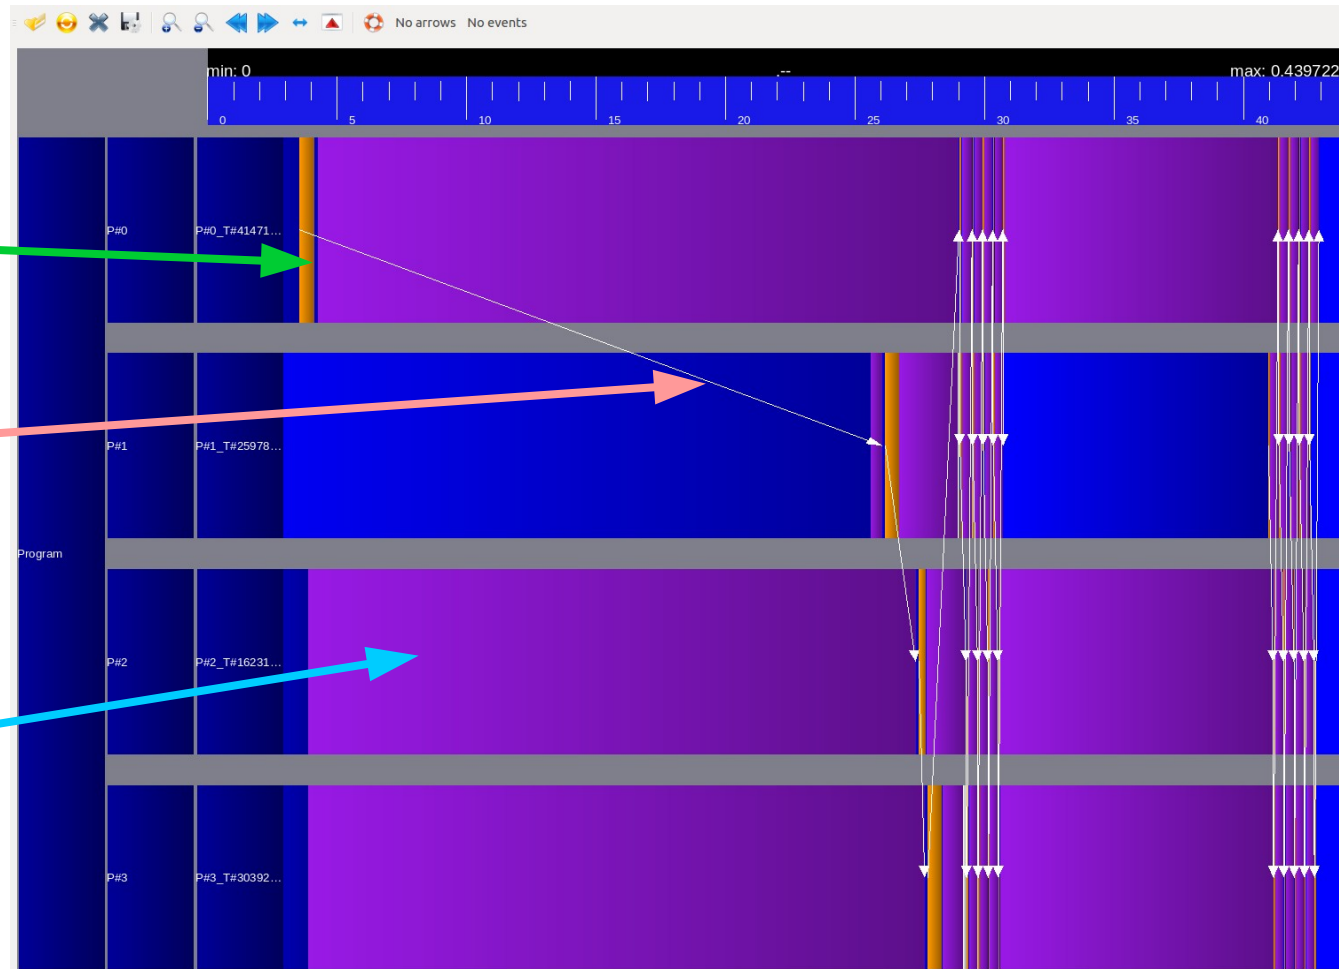 No arrows No events
min: 0 .-- max: 0.439722
0 5 10 15 20 25 30 35 40
P#0 P#0_T#41471...
P#1 P#1_T#25978...
Program
P#2 P#2_T#16231...
P#3 P#3_T#30392...